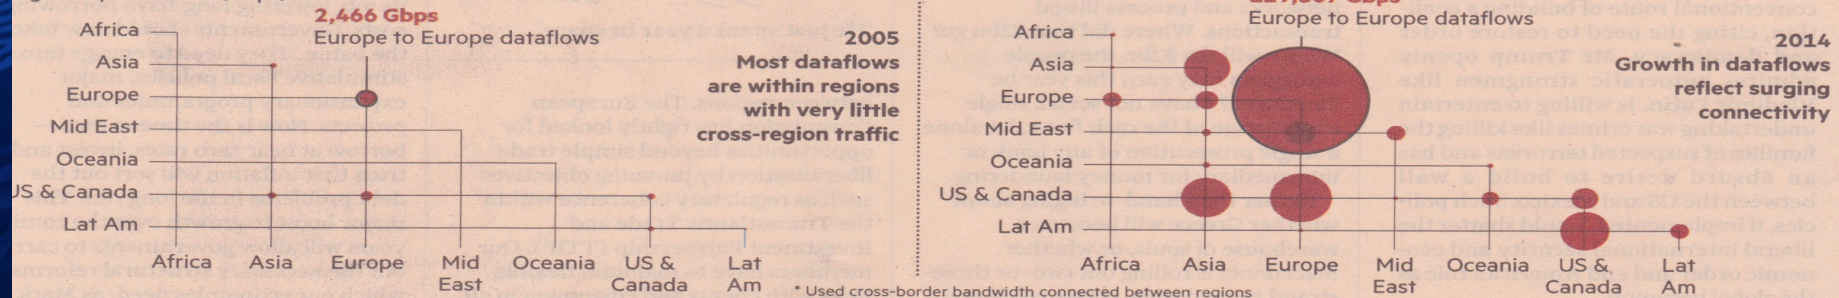 2,466 Gbps
Europe to Europe dataflows
2005
Most dataflows
are within regions
with very little
cross-region traffic
Africa
Asia
Europe
Mid East
Oceania
US & Canada
Lat Am
Africa Asia Europe Mid East Oceania US & Canada Lat Am
Gbps
Europe to Europe dataflows
2014
Growth in dataflows
reflect surging
connectivity
Africa
Asia
Europe
Mid East
Oceania
US & Canada
Lat Am
Africa Asia Europe Mid East Oceania US & Canada Lat Am
* Used cross-border bandwidth connected between regions